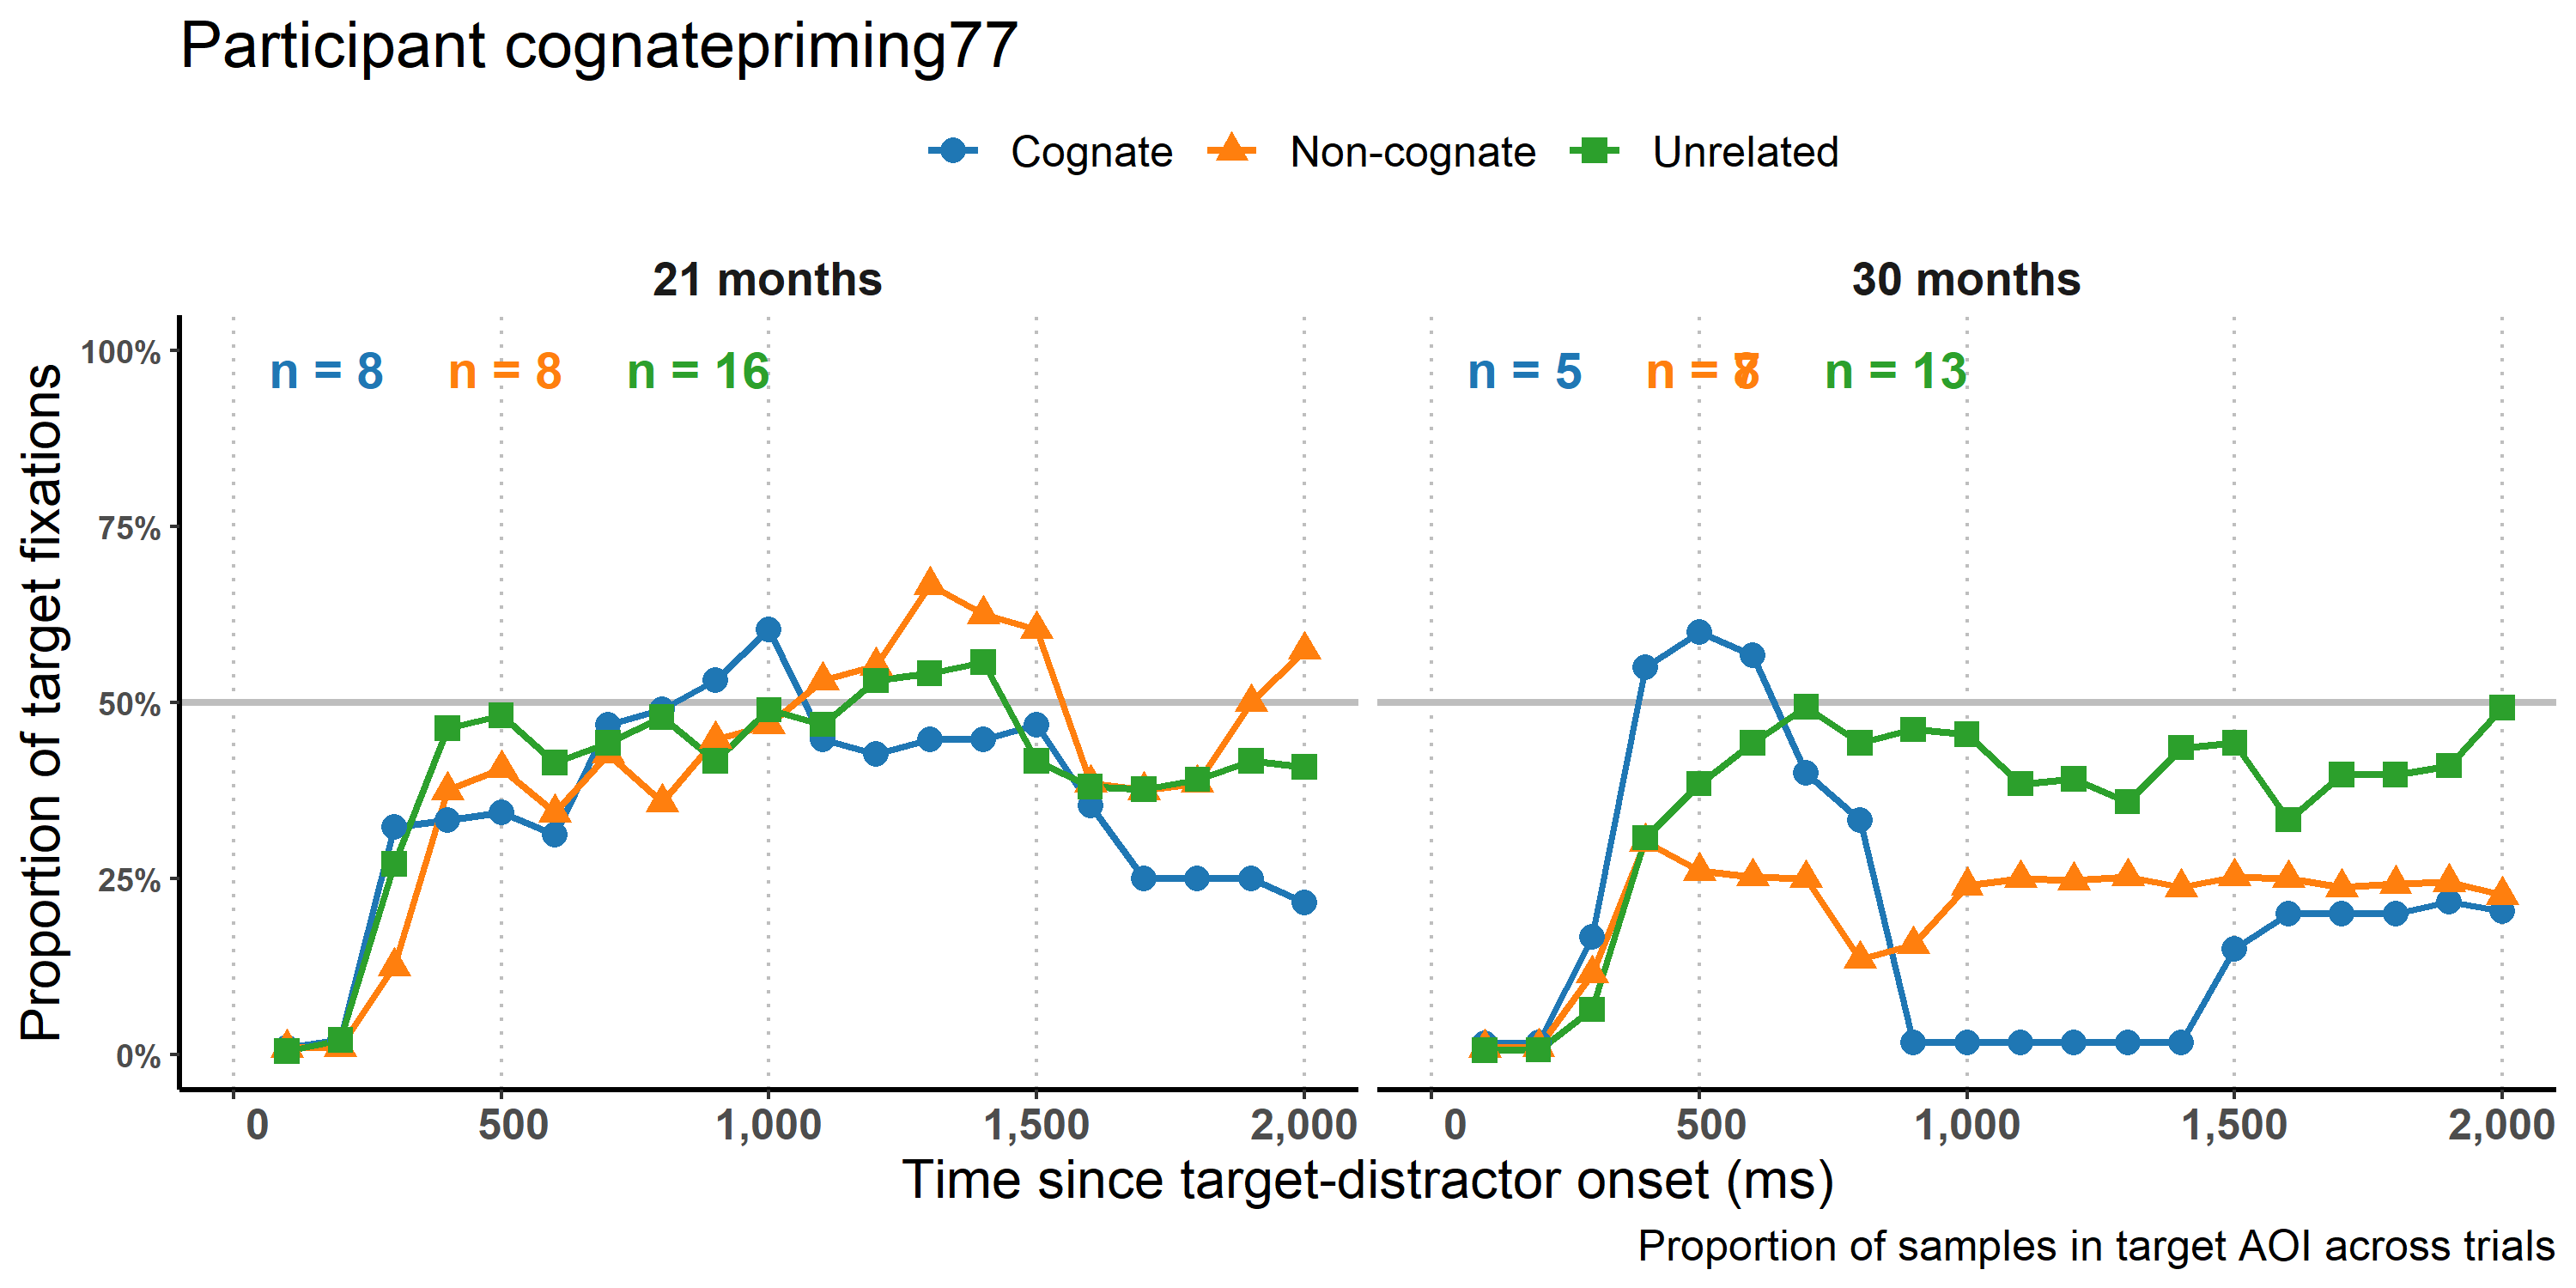 Participant cognatepriming77
Cognate Non-cognate Unrelated
21 months 30 months
Proportion of target fixations
100%
75%
50%
25%
0%
n = 8 n = 8 n = 16
n = 5 n = n = 13
0 500 1,000 1,500 2,000
0 500 1,000 1,500 2,000
Time since target-distractor onset (ms)
Proportion of samples in target AOI across trials